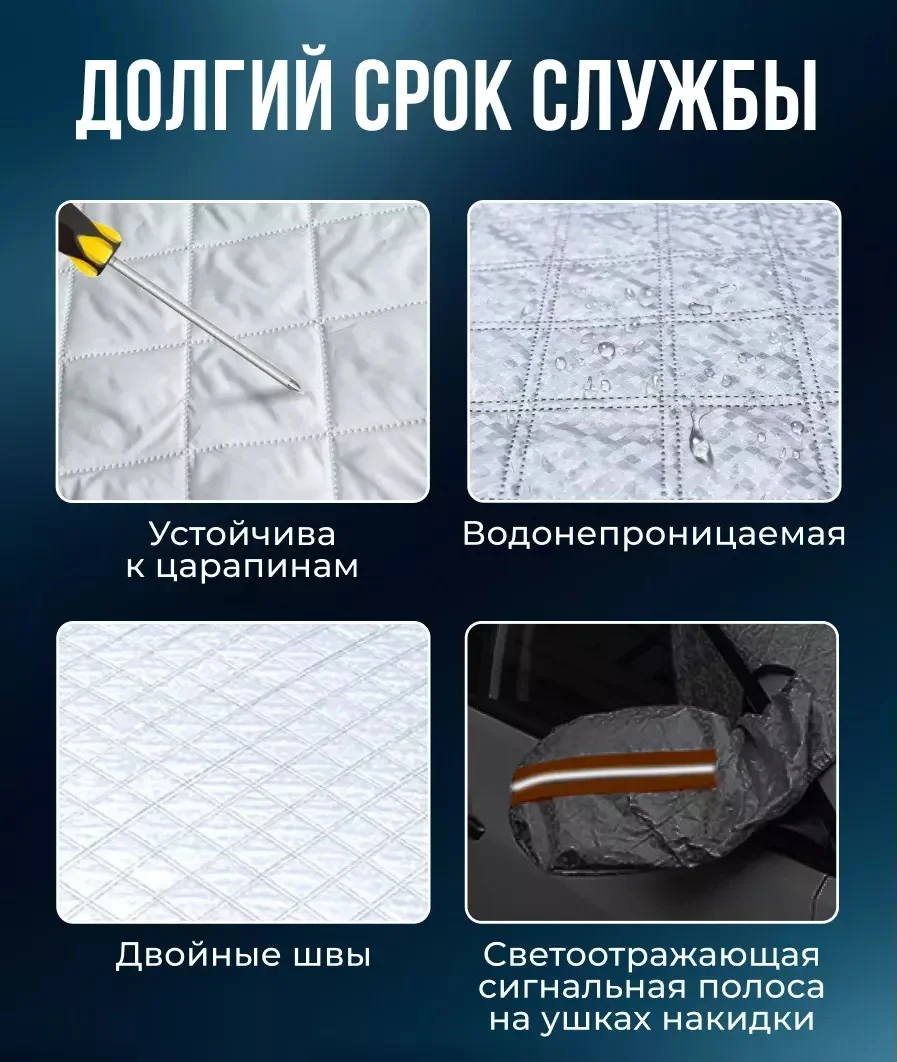 ДОЛГИЙ СРОК СЛУЖБЫ
Устойчива
к царапинам
Водонепроницаемая
Двойные швы
Светоотражающая
сигнальная полоса
на ушках накидки